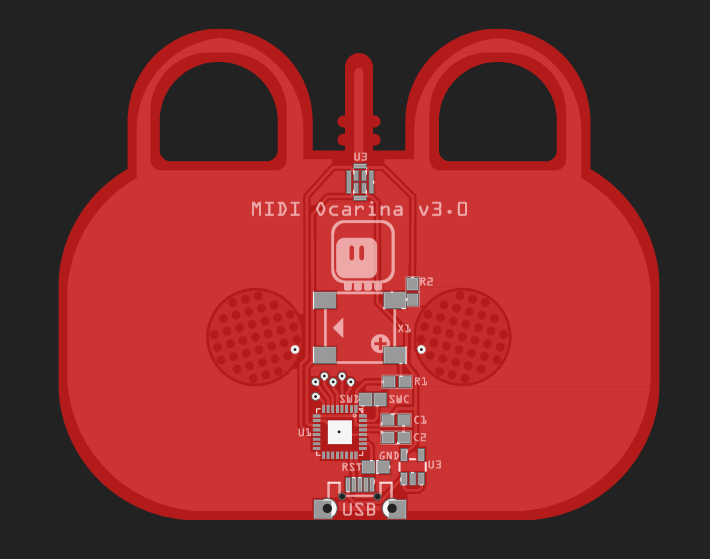 U3
MIDI Ocarina v3.0
R2
X1
R1
SWD SWC
C1
U1
C2
GND
U3
RST
USB